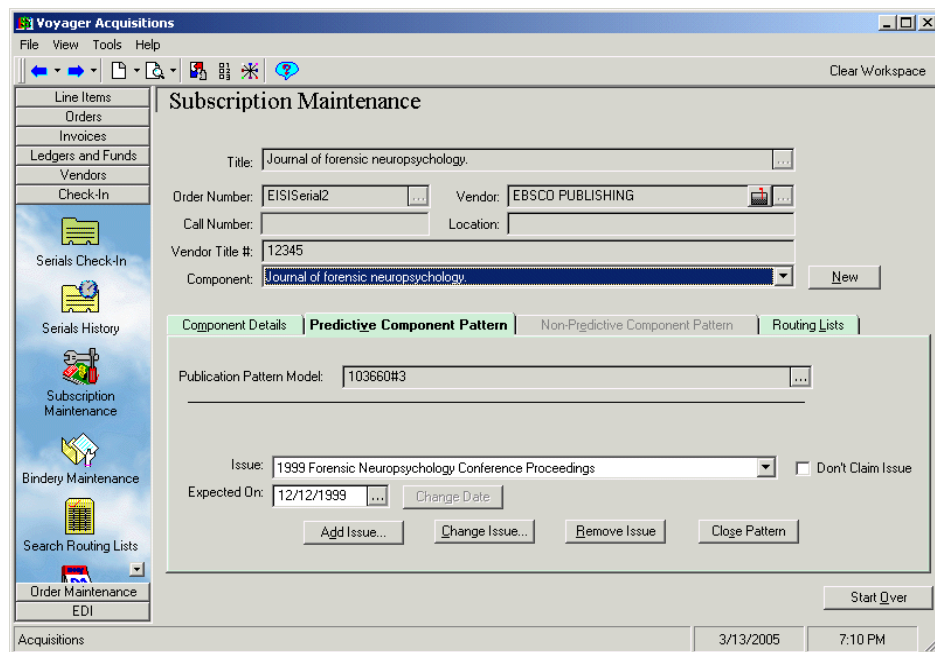 Voyager Acquisitions
File View Tools Help
Clear Workspace
Line Items
Orders
Invoices
Ledgers and Funds
Vendors
Check-In
Serials Check-In
Serials History
Subscription
Maintenance
Bindery Maintenance
Search Routing Lists
Order Maintenance
EDI
Subscription Maintenance
Title: Journal of forensic neuropsychology. ...
Order Number: EISISerial2 ... Vendor: EBSCO PUBLISHING ...
Call Number: Location:
Vendor Title #: 12345
Component: Journal of forensic neuropsychology. New
Component Details Predictive Component Pattern Non-Predictive Component Pattern Routing Lists
Publication Pattern Model: 103660#3 ...
Issue: 1999 Forensic Neuropsychology Conference Proceedings Don't Claim Issue
Expected On: 12/12/1999 ... Change Date
Add Issue... Change Issue... Remove Issue Close Pattern
Start Over
Acquisitions 3/13/2005 7:10 PM